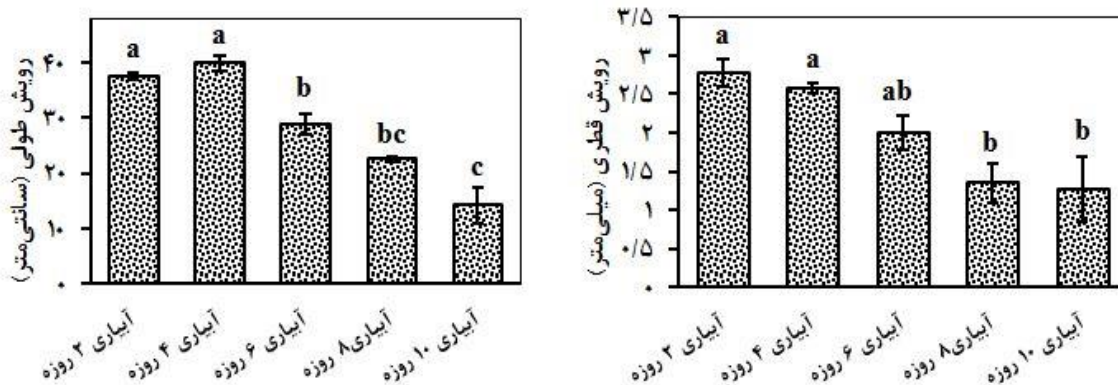 رویش طولی (سانتی‌متر)
۴۰
۳۰
۲۰
۱۰
۰
a
a
b
bc
c
آبیاری ۳ روزه
آبیاری ۴ روزه
آبیاری ۶ روزه
آبیاری۸ روزه
آبیاری ۱۰ روزه
رویش قطری (میلی‌متر)
۳/۵
۳
۲/۵
۲
۱/۵
۱
۰/۵
۰
a
a
ab
b
b
آبیاری ۳ روزه
آبیاری ۴ روزه
آبیاری ۶ روزه
آبیاری۸ روزه
آبیاری ۱۰ روزه